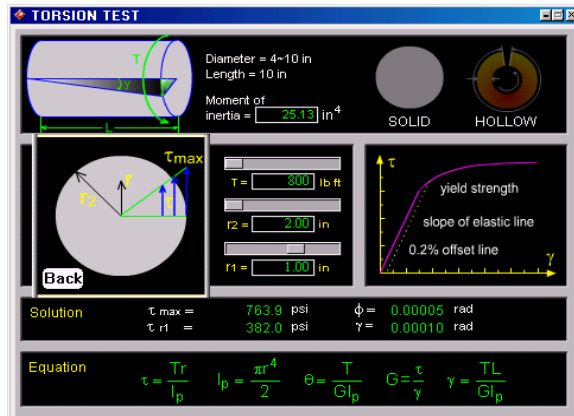 TORSION TEST
T
γ
L
Diameter = 4~10 in
Length = 10 in
Moment of
inertia = 25.13 in4
SOLID
HOLLOW
τmax
r
τ
r2
Back
T = 800 lb ft
r2 = 2.00 in
r1 = 1.00 in
τ
yield strength
slope of elastic line
0.2% offset line
γ
Solution
τ max = 763.9 psi
ϕ = 0.00005 rad
τ r1 = 382.0 psi
γ = 0.00010 rad
Equation
τ = Tr/Ip
Ip = πr4/2
θ = T/GIp
G = τ/γ
γ = TL/GIp